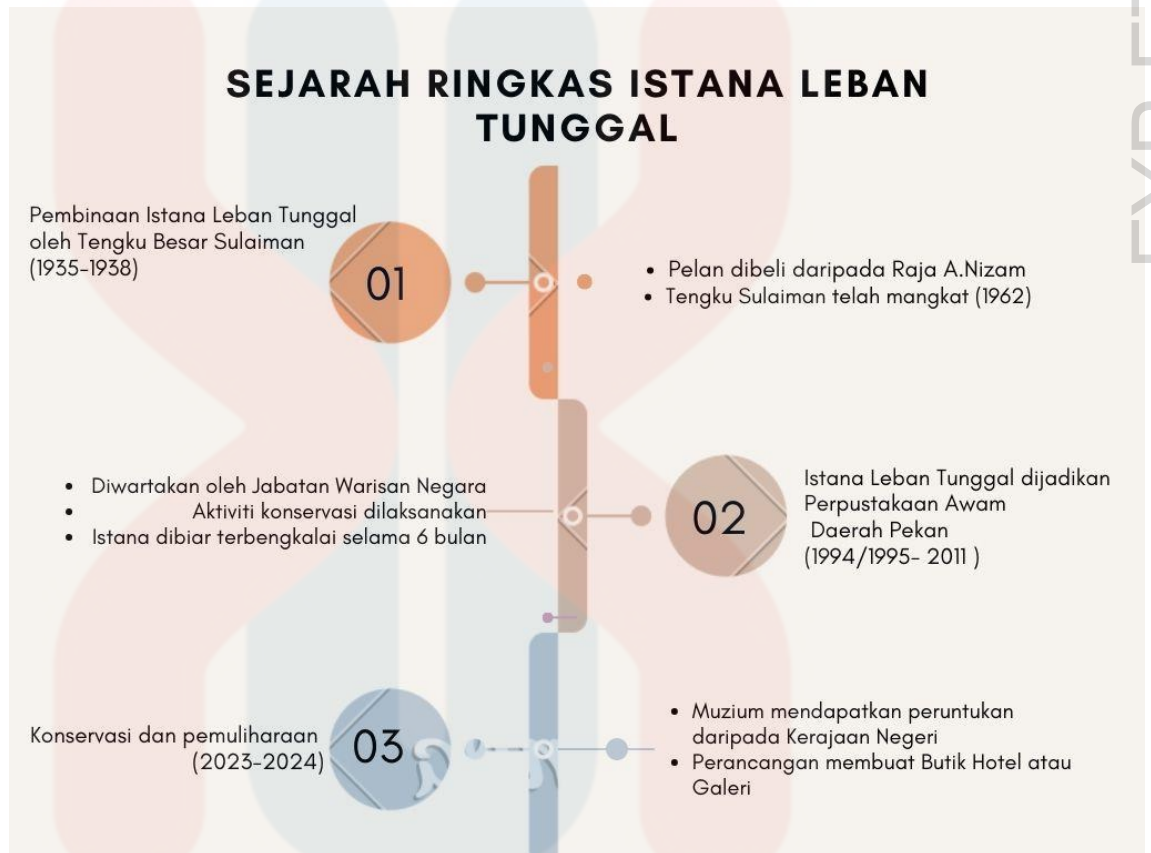 SEJARAH RINGKAS ISTANA LEBAN
TUNGGAL
Pembinaan Istana Leban Tunggal
oleh Tengku Besar Sulaiman
(1935-1938)
01
• Pelan dibeli daripada Raja A.Nizam
• Tengku Sulaiman telah mangkat (1962)
• Diwartakan oleh Jabatan Warisan Negara
• Aktiviti konservasi dilaksanakan
• Istana dibiar terbengkalai selama 6 bulan
02
Istana Leban Tunggal dijadikan
Perpustakaan Awam
Daerah Pekan
(1994/1995- 2011 )
Konservasi dan pemuliharaan
(2023-2024)
03
• Muzium mendapatkan peruntukan
daripada Kerajaan Negeri
• Perancangan membuat Butik Hotel atau
Galeri